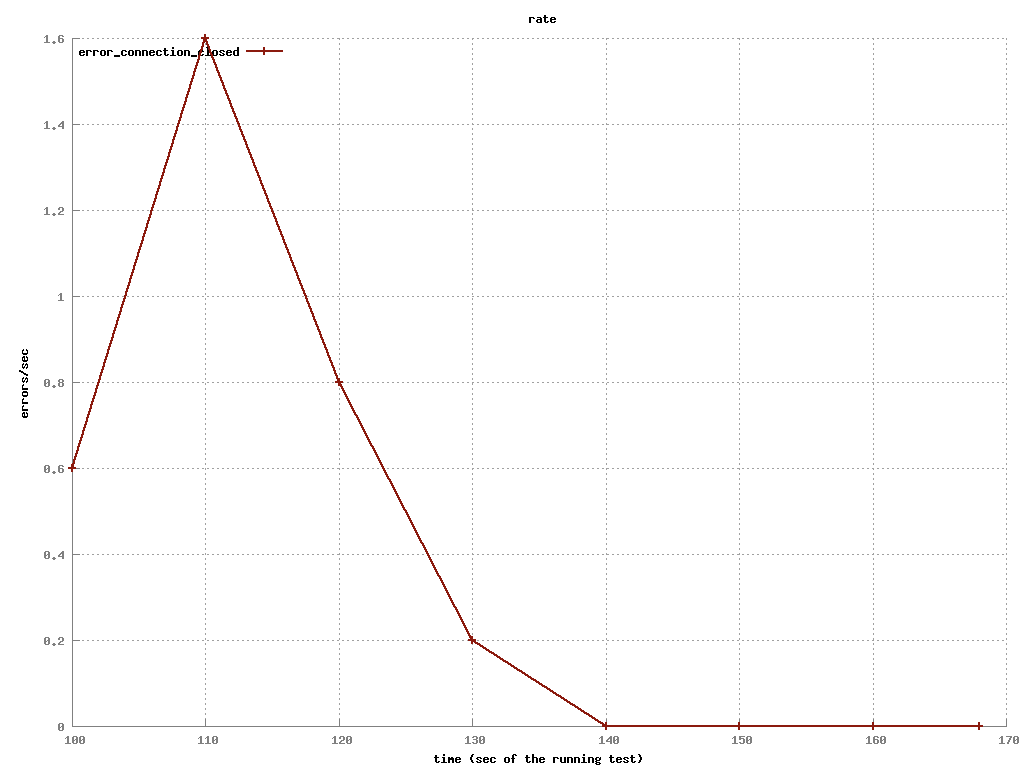 rate
error_connection_closed
1.6
1.4
1.2
1
0.8
0.6
0.4
0.2
0
errors/sec
100 110 120 130 140 150 160 170
time (sec of the running test)